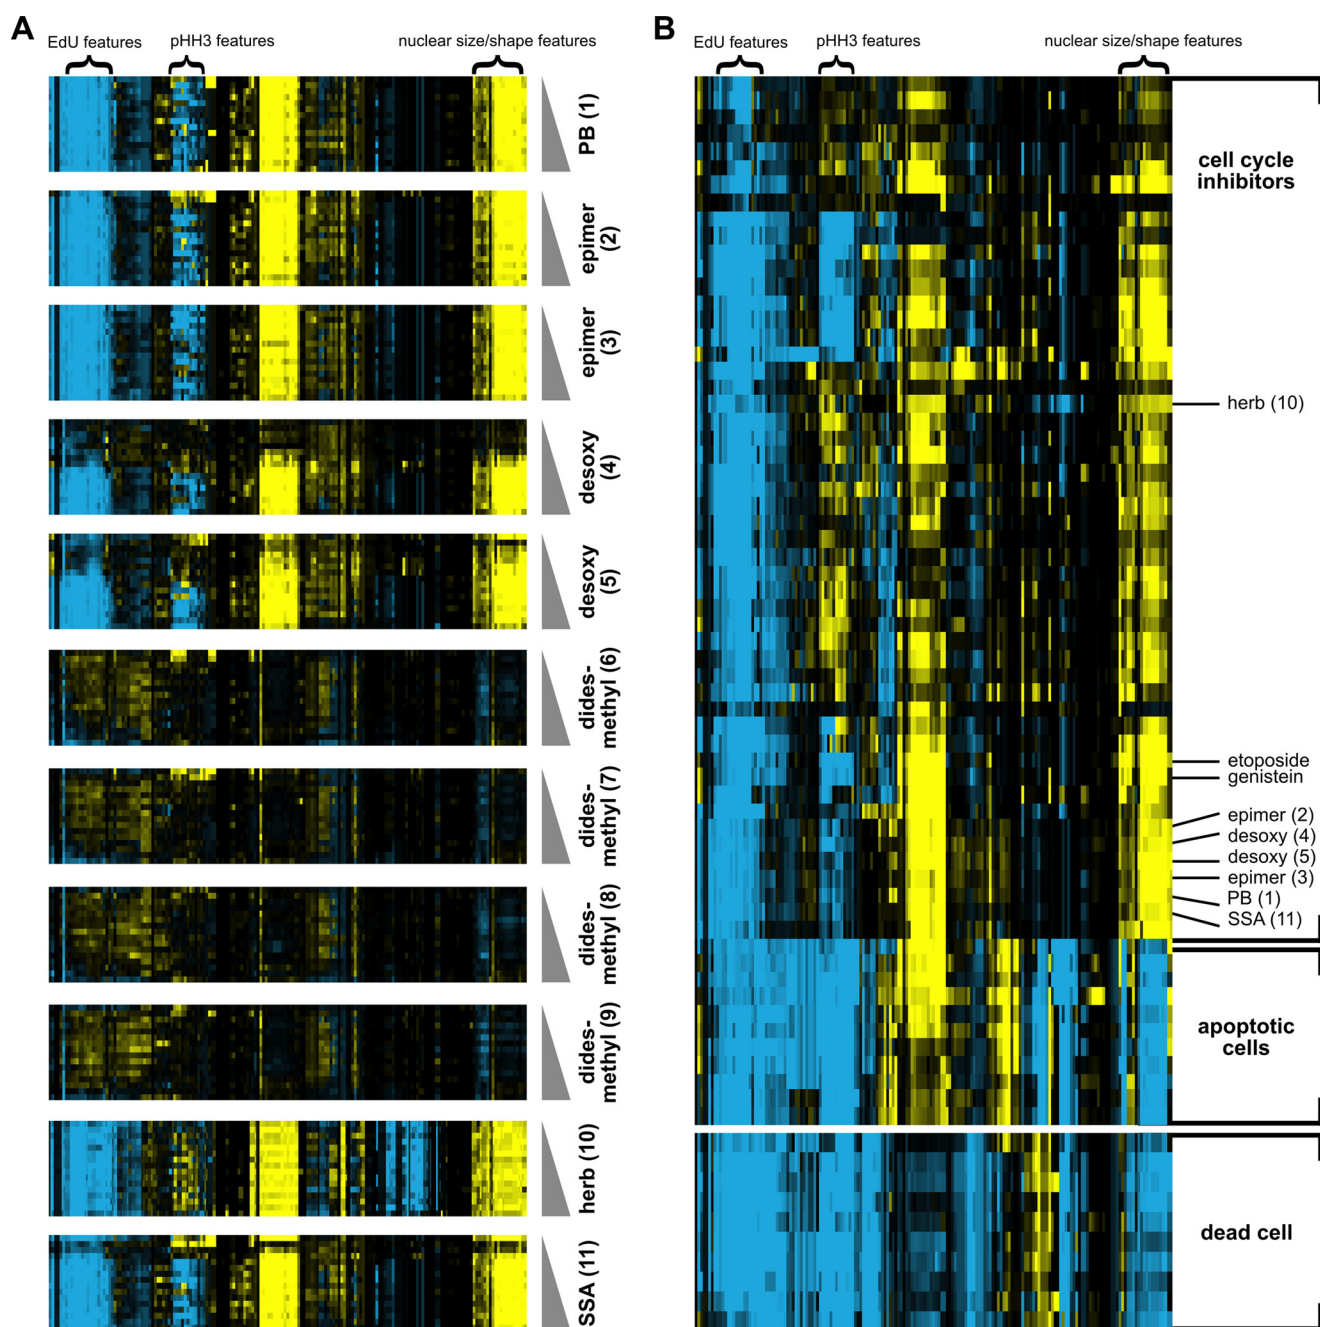 A
EdU features
pHH3 features
nuclear size/shape features
PB (1)
epimer
(2)
epimer
(3)
desoxy
(4)
desoxy
(5)
dides-
methyl (6)
dides-
methyl (7)
dides-
methyl (8)
dides-
methyl (9)
herb (10)
SSA (11)
B
EdU features
pHH3 features
nuclear size/shape features
cell cycle
inhibitors
herb (10)
etoposide
genistein
epimer (2)
desoxy (4)
desoxy (5)
epimer (3)
PB (1)
SSA (11)
apoptotic
cells
dead cell